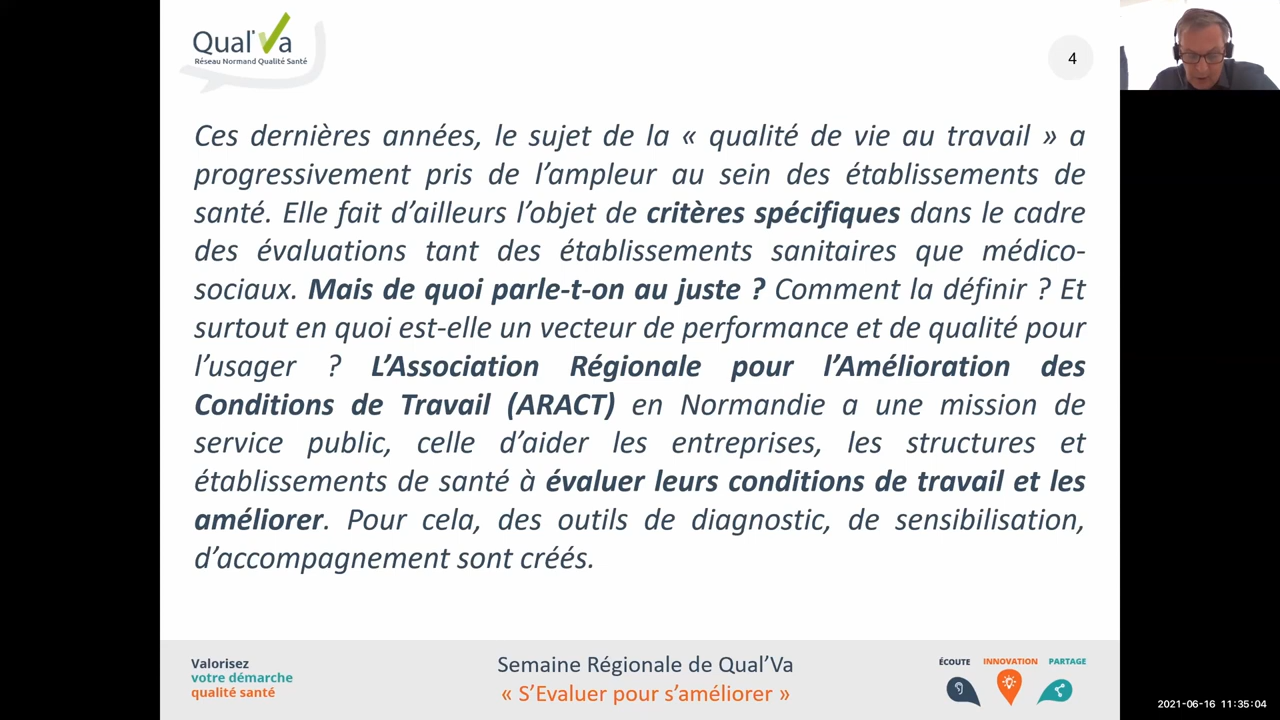 Qual'Va
Réseau Normand Qualité Santé
4
Ces dernières années, le sujet de la « qualité de vie au travail » a
progressivement pris de l’ampleur au sein des établissements de
santé. Elle fait d’ailleurs l’objet de critères spécifiques dans le cadre
des évaluations tant des établissements sanitaires que médico-
sociaux. Mais de quoi parle-t-on au juste ? Comment la définir ? Et
surtout en quoi est-elle un vecteur de performance et de qualité pour
l’usager ? L’Association Régionale pour l’Amélioration des
Conditions de Travail (ARACT) en Normandie a une mission de
service public, celle d’aider les entreprises, les structures et
établissements de santé à évaluer leurs conditions de travail et les
améliorer. Pour cela, des outils de diagnostic, de sensibilisation,
d’accompagnement sont créés.
Valorisez
votre démarche
qualité santé
Semaine Régionale de Qual’Va
« S’Evaluer pour s’améliorer »
ÉCOUTE INNOVATION PARTAGE
2021-06-16 11:35:04